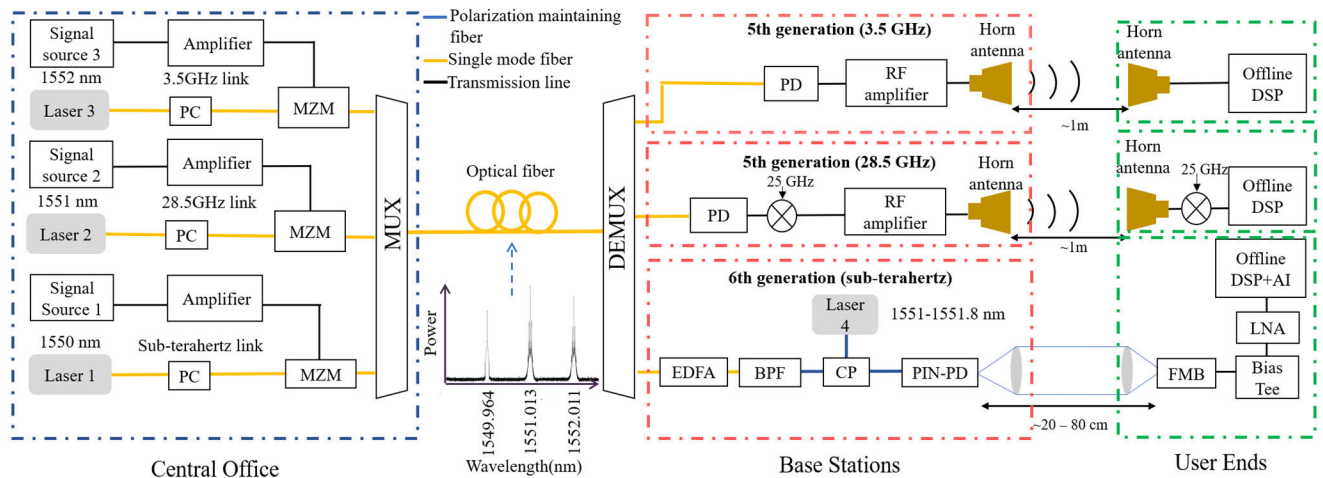 Signal
source 3
Amplifier
1552 nm
3.5GHz link
Laser 3
PC
MZM
Signal
source 2
Amplifier
1551 nm
28.5GHz link
Laser 2
PC
MZM
Signal
Source 1
Amplifier
1550 nm
Sub-terahertz link
Laser 1
PC
MZM
MUX
Central Office
Polarization maintaining
fiber
Single mode fiber
Transmission line
Optical fiber
Power
1549.964
1551.013
1552.011
Wavelength(nm)
DEMUX
5th generation (3.5 GHz)
PD
RF
amplifier
Horn
antenna
~1m
5th generation (28.5 GHz)
PD
25 GHz
RF
amplifier
Horn
antenna
~1m
6th generation (sub-terahertz)
Laser
4
1551-1551.8 nm
EDFA
BPF
CP
PIN-PD
~20 – 80 cm
Base Stations
Horn
antenna
Offline
DSP
Horn
antenna
25 GHz
Offline
DSP
Offline
DSP+AI
LNA
FMB
Bias
Tee
User Ends